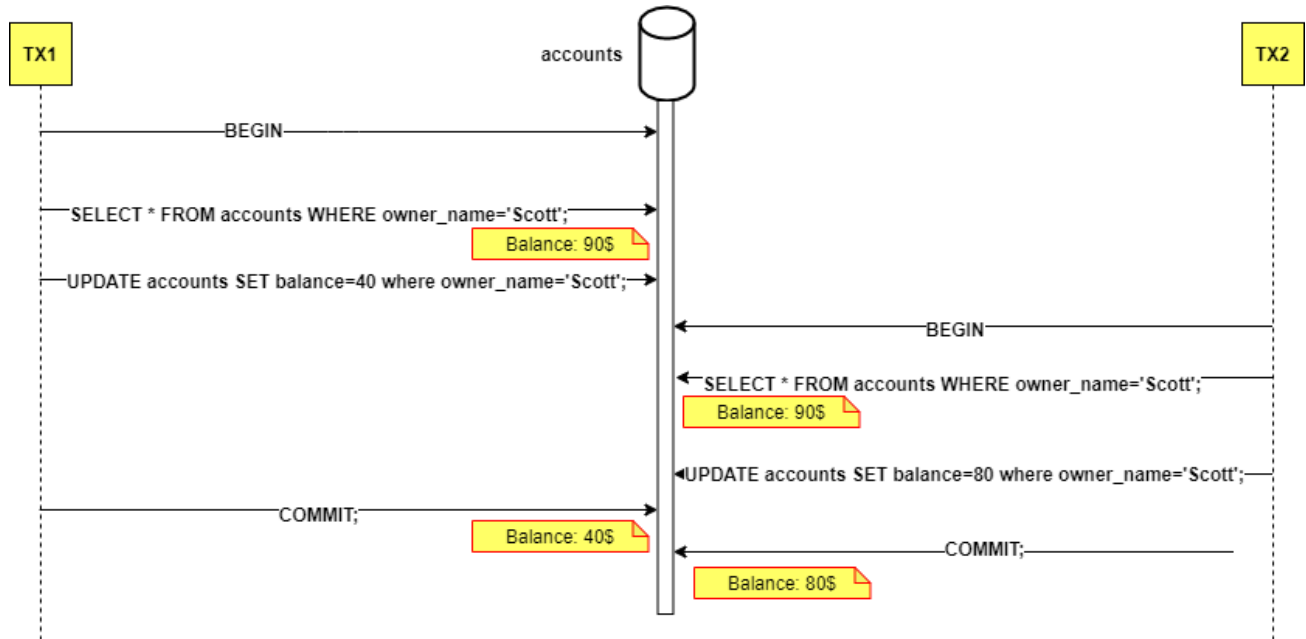 TX1
accounts
TX2
BEGIN
SELECT * FROM accounts WHERE owner_name='Scott';
Balance: 90$
UPDATE accounts SET balance=40 where owner_name='Scott';
BEGIN
SELECT * FROM accounts WHERE owner_name='Scott';
Balance: 90$
UPDATE accounts SET balance=80 where owner_name='Scott';
COMMIT;
Balance: 40$
COMMIT;
Balance: 80$